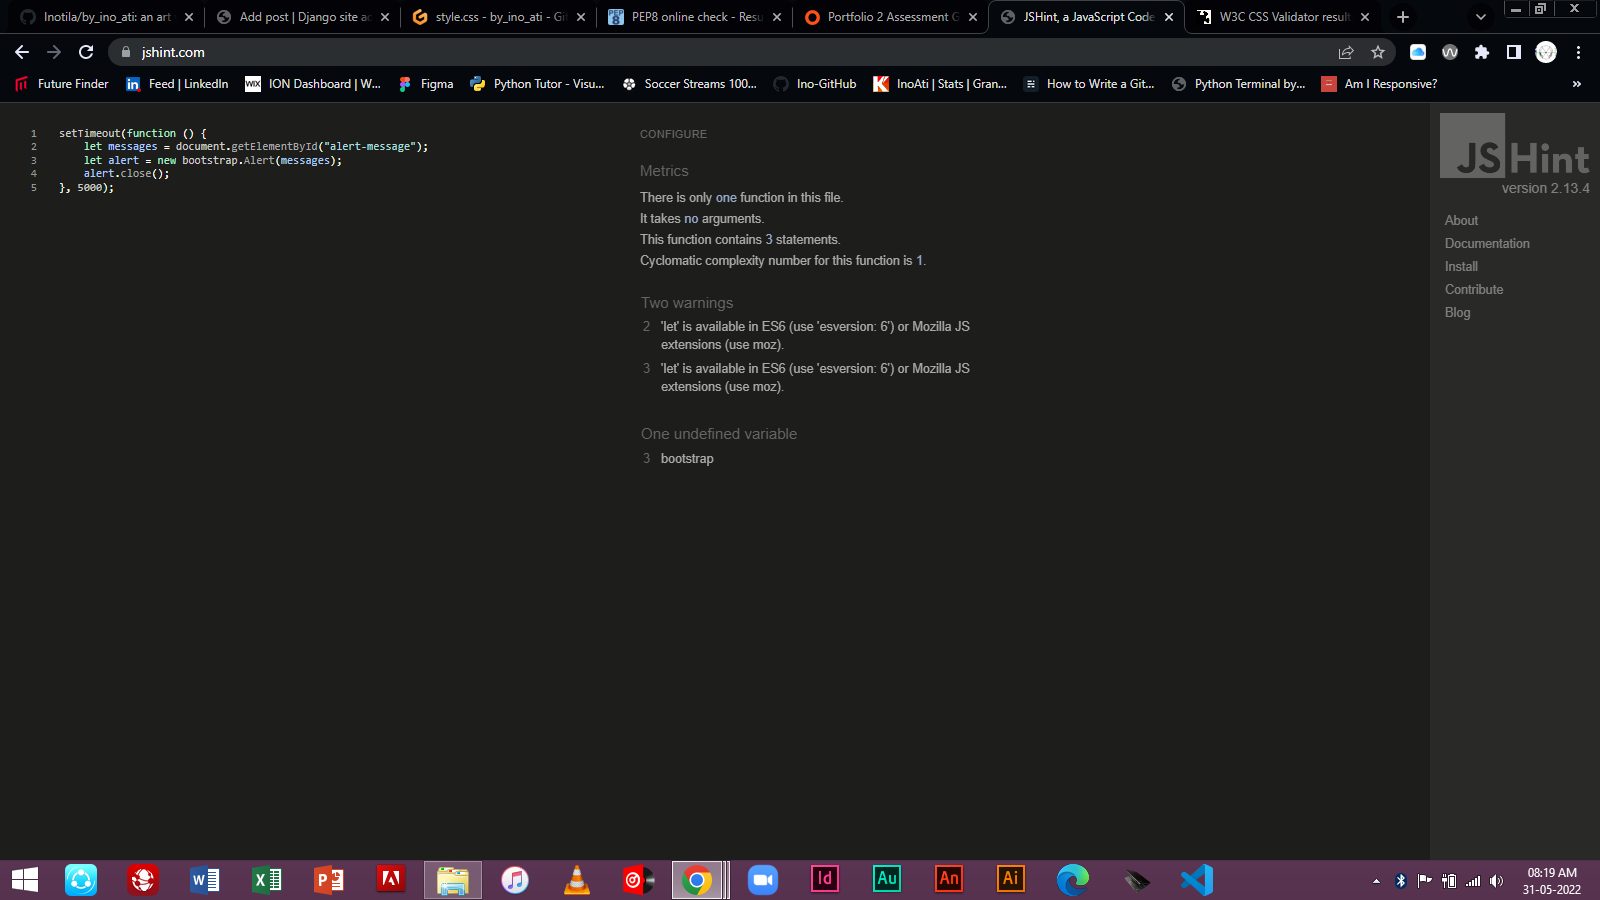 Inotila/by_ino_ati: an art
Add post | Django site ad
style.css - by_ino_ati - Git
PEP8 online check - Resu
Portfolio 2 Assessment G
JSHint, a JavaScript Code
W3C CSS Validator result
jshint.com
Future Finder
Feed | LinkedIn
ION Dashboard | W...
Figma
Python Tutor - Visu...
Soccer Streams 100...
Ino-GitHub
InoAti | Stats | Gran...
How to Write a Git...
Python Terminal by...
Am I Responsive?
»
1 setTimeout(function () {
2 let messages = document.getElementById("alert-message");
3 let alert = new bootstrap.Alert(messages);
4 alert.close();
5 }, 5000);
CONFIGURE
Metrics
There is only one function in this file.
It takes no arguments.
This function contains 3 statements.
Cyclomatic complexity number for this function is 1.
Two warnings
2 'let' is available in ES6 (use 'esversion: 6') or Mozilla JS
extensions (use moz).
3 'let' is available in ES6 (use 'esversion: 6') or Mozilla JS
extensions (use moz).
One undefined variable
3 bootstrap
JSHint
version 2.13.4
About
Documentation
Install
Contribute
Blog
Id
Au
An
Ai
08:19 AM
31-05-2022